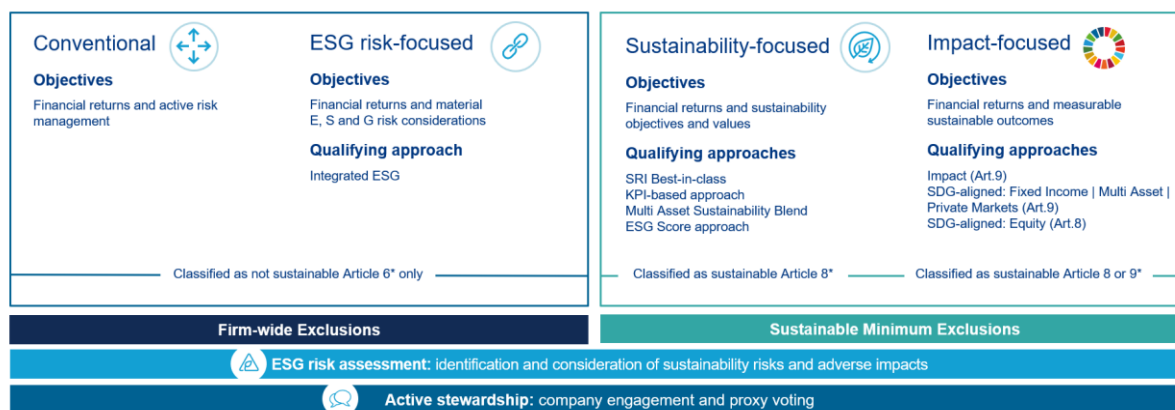 Conventional
Objectives
Financial returns and active risk
management
ESG risk-focused
Objectives
Financial returns and material
E, S and G risk considerations
Qualifying approach
Integrated ESG
Classified as not sustainable Article 6* only
Sustainability-focused
Objectives
Financial returns and sustainability
objectives and values
Qualifying approaches
SRI Best-in-class
KPI-based approach
Multi Asset Sustainability Blend
ESG Score approach
Classified as sustainable Article 8*
Impact-focused
Objectives
Financial returns and measurable
sustainable outcomes
Qualifying approaches
Impact (Art.9)
SDG-aligned: Fixed Income | Multi Asset |
Private Markets (Art.9)
SDG-aligned: Equity (Art.8)
Classified as sustainable Article 8 or 9*
Firm-wide Exclusions
Sustainable Minimum Exclusions
ESG risk assessment: identification and consideration of sustainability risks and adverse impacts
Active stewardship: company engagement and proxy voting